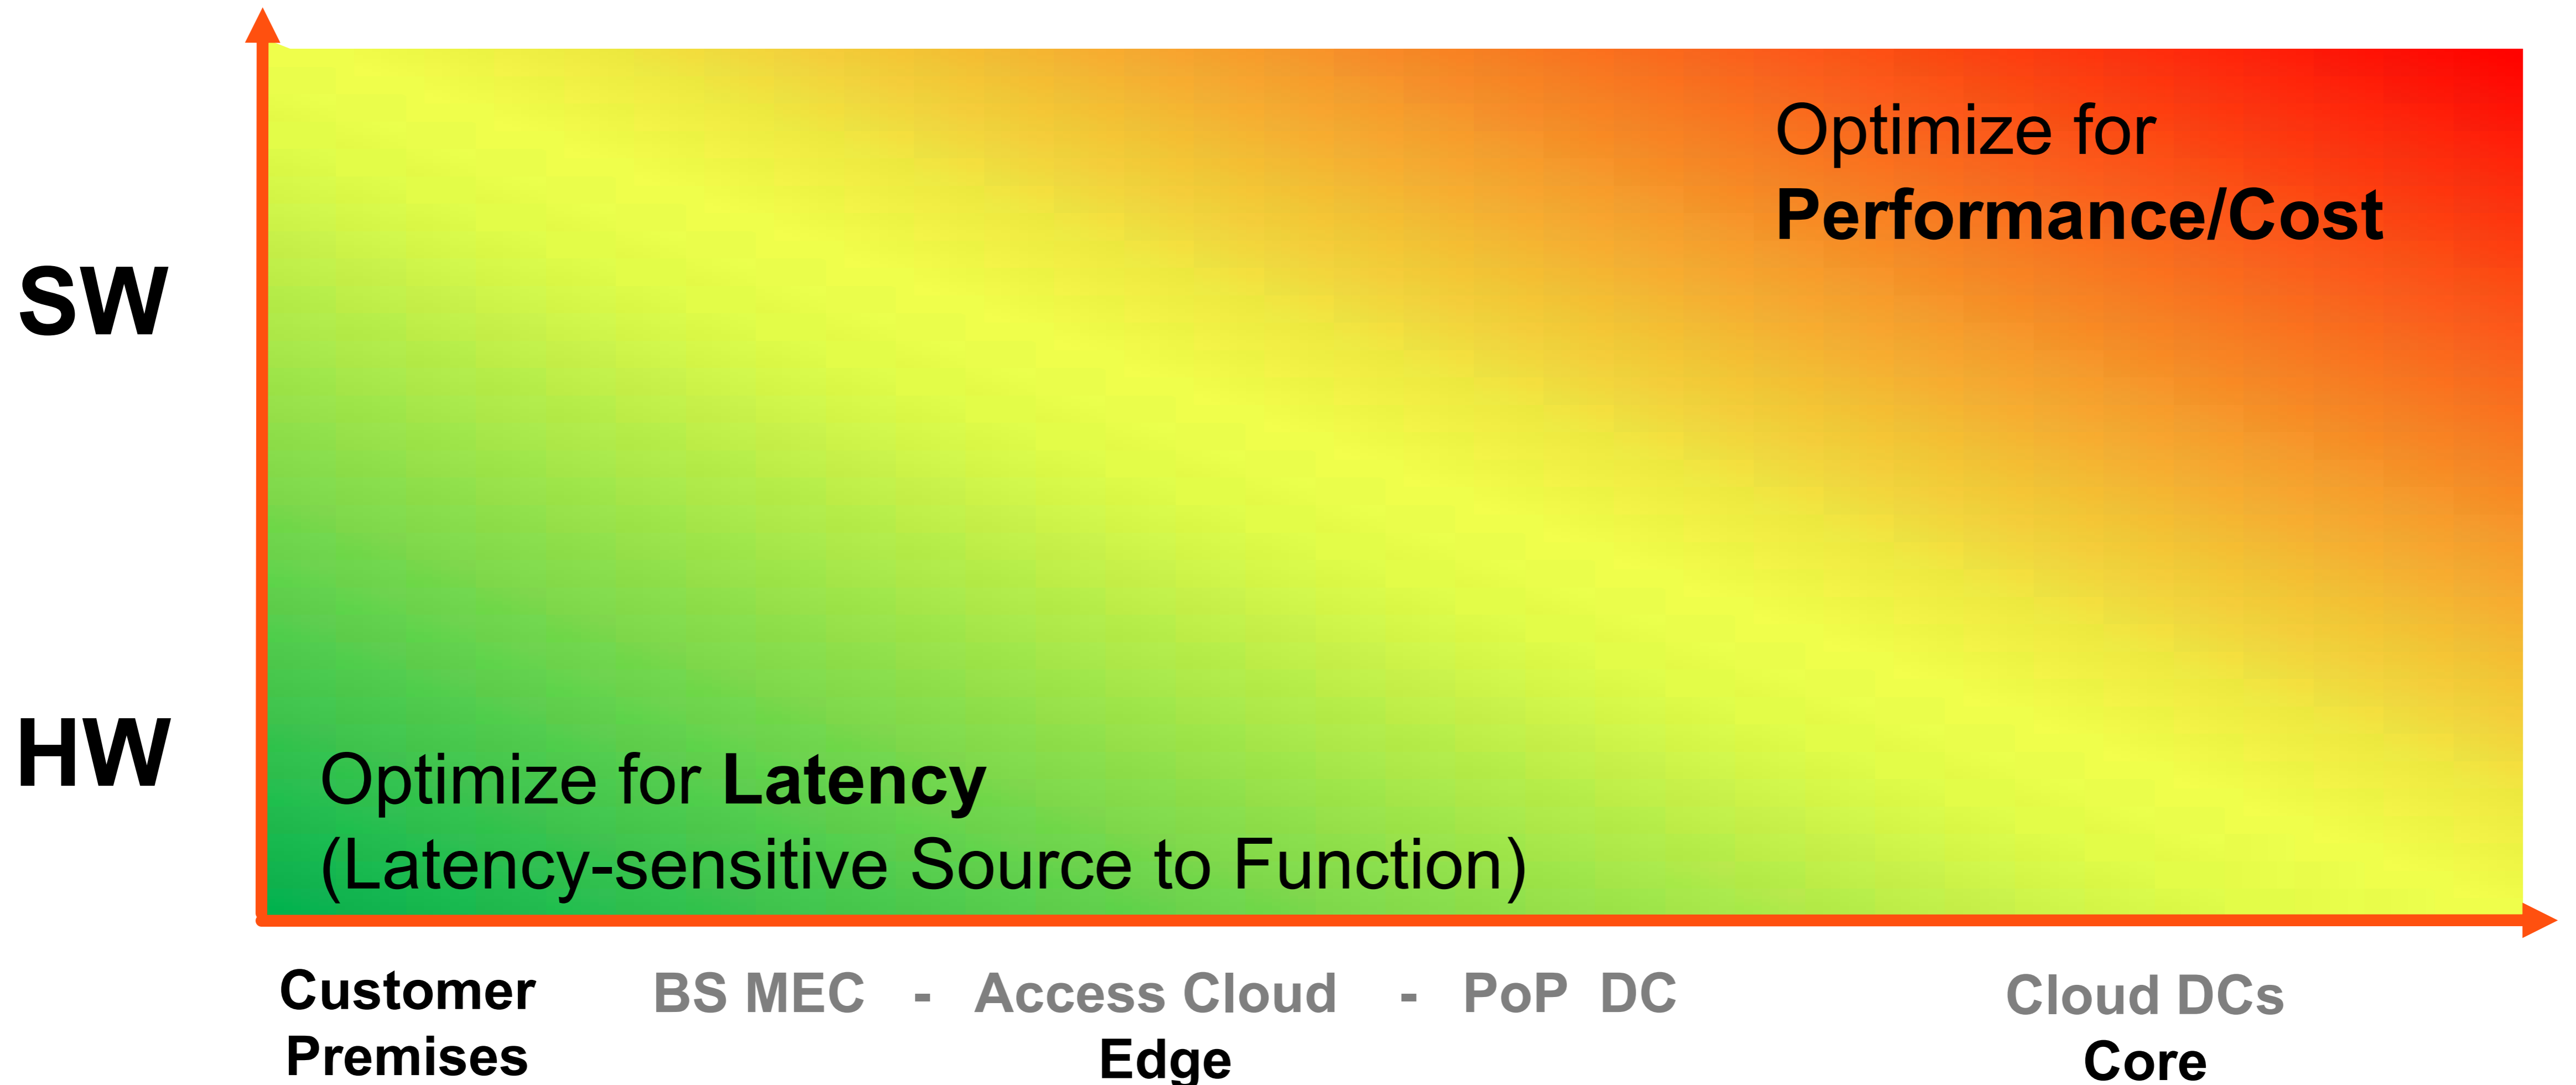 Optimize for
Performance/Cost
SW
HW
Optimize for Latency
(Latency-sensitive Source to Function)
Customer
Premises
BS MEC - Access Cloud - PoP DC
Edge
Cloud DCs
Core